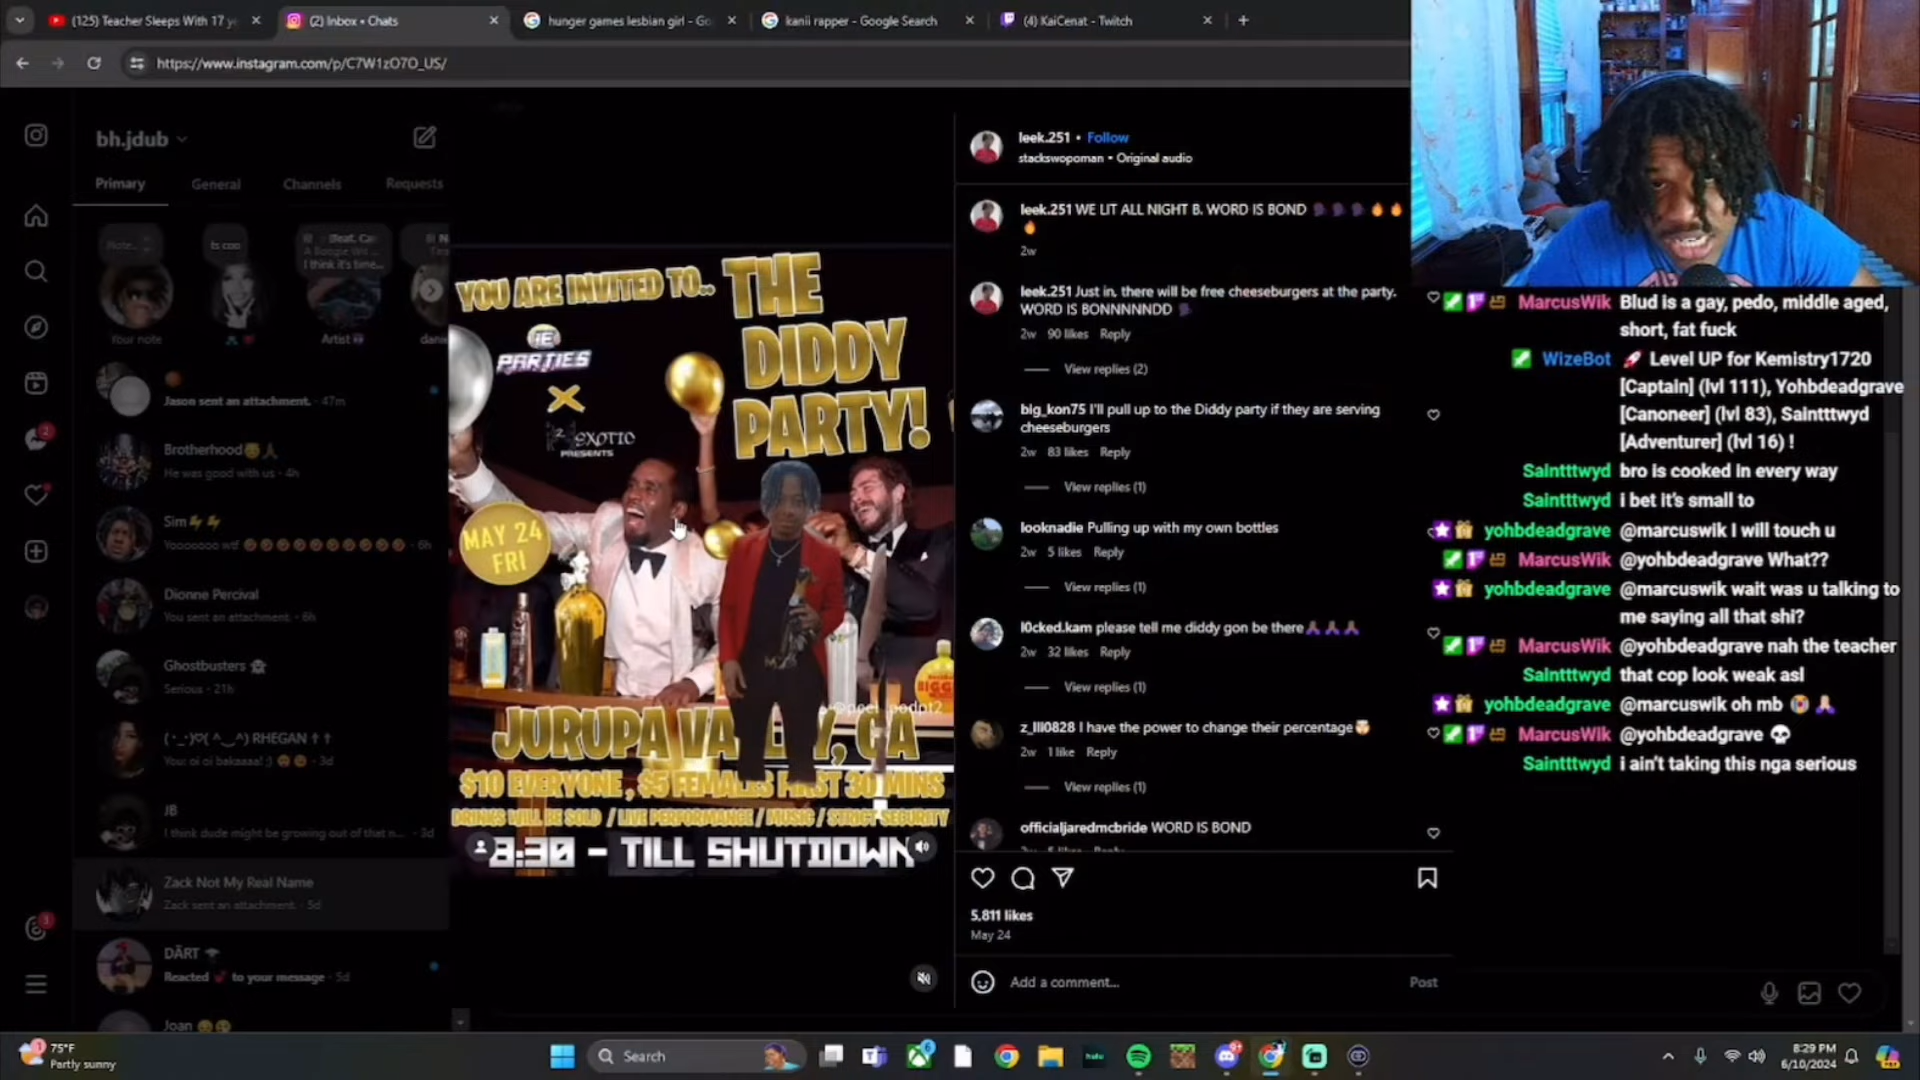 (125) Teacher Sleeps With 17 y
(2) Inbox • Chats
hunger games lesbian girl - Go
kanii rapper - Google Search
(4) KaiCenat - Twitch
https://www.instagram.com/p/C7W1zO7O_US/
bh.jdub
Primary
General
Channels
Requests
Note...
ts coo
I think it's time...
Your note
Artist
Jason sent an attachment. · 47m
Brotherhood
He was good with us · 4h
Sim⚡⚡
Yooooooo wtf · 6h
Dionne Percival
You sent an attachment. · 6h
Ghostbusters
Serious · 21h
RHEGAN † †
You: oi oi bakaaaa! ;) · 3d
JB
I think dude might be growing out of that n... · 3d
Zack Not My Real Name
Zack sent an attachment. · 5d
DÄRT
Reacted to your message · 5d
Joan
YOU ARE INVITED TO.. THE
DIDDY
PARTY!
IE
PARTIES
X
EXOTIC
PRESENTS
MAY 24
FRI
@poet_podpt2
JURUPA VA Y, CA
$10 EVERYONE , $5 FEMALES FIRST 30 MINS
DRINKS WILL BE SOLD / LIVE PERFORMANCE / MUSIC / STRICT SECURITY
8:30 - TILL SHUTDOWN
leek.251 • Follow
stackswopoman • Original audio
leek.251 WE LIT ALL NIGHT B. WORD IS BOND 🔥🔥
🔥
2w
leek.251 Just in, there will be free cheeseburgers at the party.
WORD IS BONNNNNDD
2w 90 likes Reply
View replies (2)
big_kon75 I'll pull up to the Diddy party if they are serving
cheeseburgers
2w 83 likes Reply
View replies (1)
looknadie Pulling up with my own bottles
2w 5 likes Reply
View replies (1)
l0cked.kam please tell me diddy gon be there
2w 32 likes Reply
View replies (1)
z_lll0828 I have the power to change their percentage
2w 1 like Reply
View replies (1)
officialjaredmcbride WORD IS BOND
2w 5 likes Reply
5,811 likes
May 24
Add a comment...
Post
MarcusWik Blud is a gay, pedo, middle aged,
short, fat fuck
WizeBot 🚀 Level UP for Kemistry1720
[Captain] (lvl 111), Yohbdeadgrave
[Canoneer] (lvl 83), Saintttwyd
[Adventurer] (lvl 16) !
Saintttwyd bro is cooked in every way
Saintttwyd i bet it's small to
yohbdeadgrave @marcuswik I will touch u
MarcusWik @yohbdeadgrave What??
yohbdeadgrave @marcuswik wait was u talking to
me saying all that shi?
MarcusWik @yohbdeadgrave nah the teacher
Saintttwyd that cop look weak asl
yohbdeadgrave @marcuswik oh mb
MarcusWik @yohbdeadgrave 💀
Saintttwyd i ain't taking this nga serious
75°F
Partly sunny
Search
hulu
8:29 PM
6/10/2024